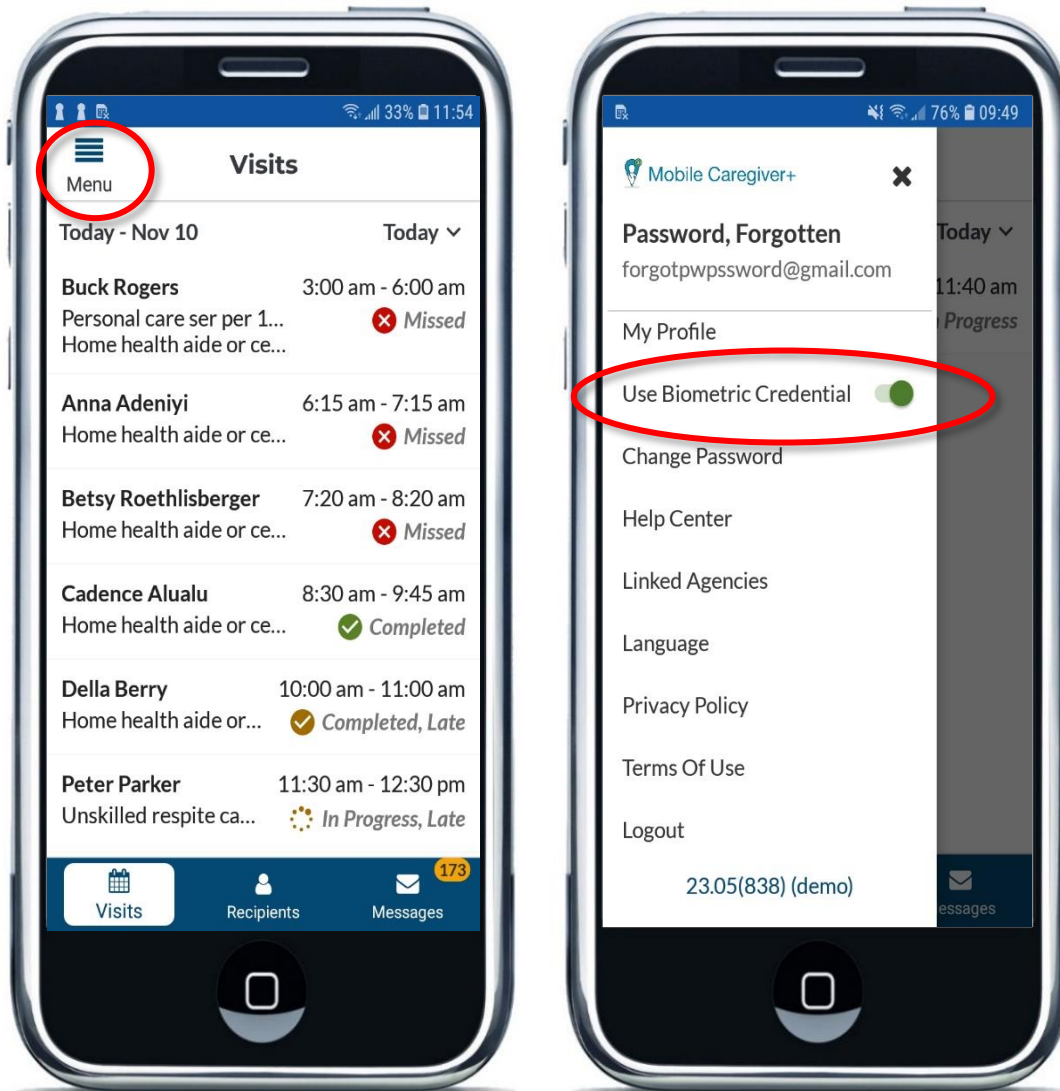 33% 11:54
Menu
Visits
Today - Nov 10 Today
Buck Rogers 3:00 am - 6:00 am
Personal care ser per 1... Missed
Home health aide or ce...
Anna Adeniyi 6:15 am - 7:15 am
Home health aide or ce... Missed
Betsy Roethlisberger 7:20 am - 8:20 am
Home health aide or ce... Missed
Cadence Alualu 8:30 am - 9:45 am
Home health aide or ce... Completed
Della Berry 10:00 am - 11:00 am
Home health aide or... Completed, Late
Peter Parker 11:30 am - 12:30 pm
Unskilled respite ca... In Progress, Late
173
Visits Recipients Messages
76% 09:49
Mobile Caregiver+
Password, Forgotten
Today
forgotpwpssword@gmail.com
11:40 am
Progress
My Profile
Use Biometric Credential
Change Password
Help Center
Linked Agencies
Language
Privacy Policy
Terms Of Use
Logout
23.05(838) (demo)
essages